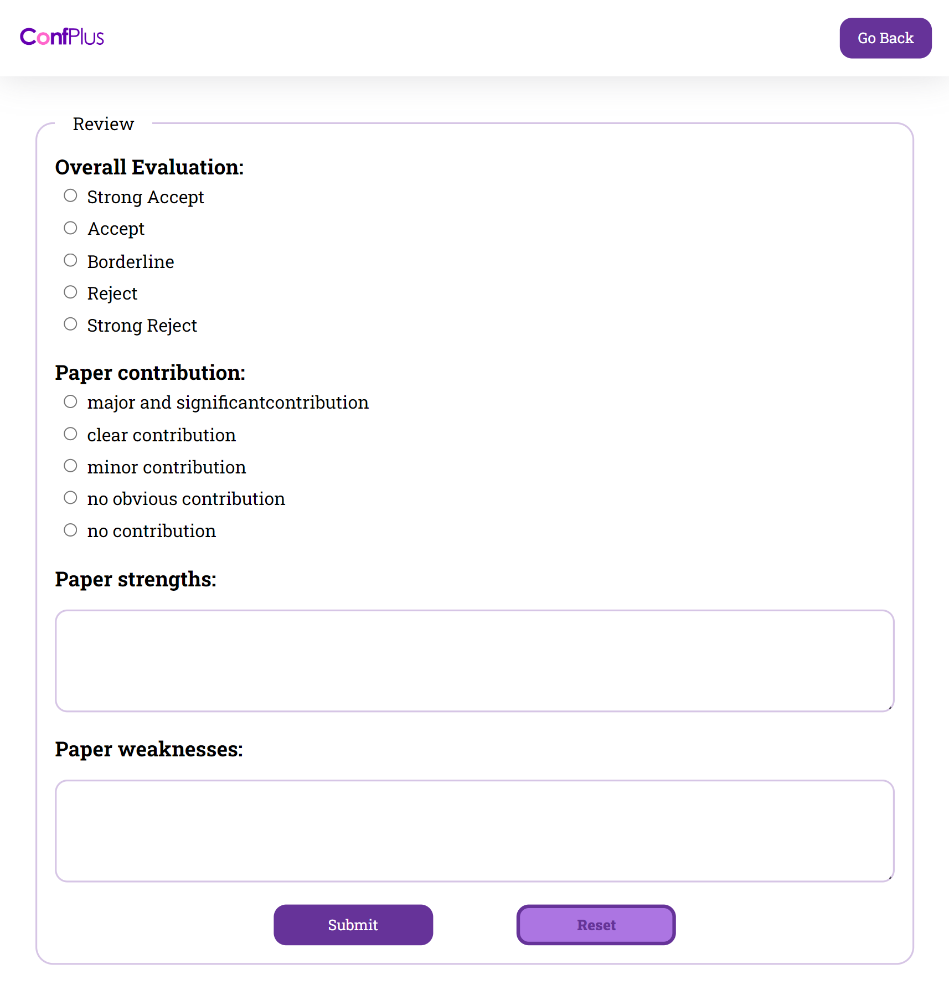 ConfPlus
Go Back
Review
Overall Evaluation:
Strong Accept
Accept
Borderline
Reject
Strong Reject
Paper contribution:
major and significantcontribution
clear contribution
minor contribution
no obvious contribution
no contribution
Paper strengths:
Paper weaknesses:
Submit
Reset